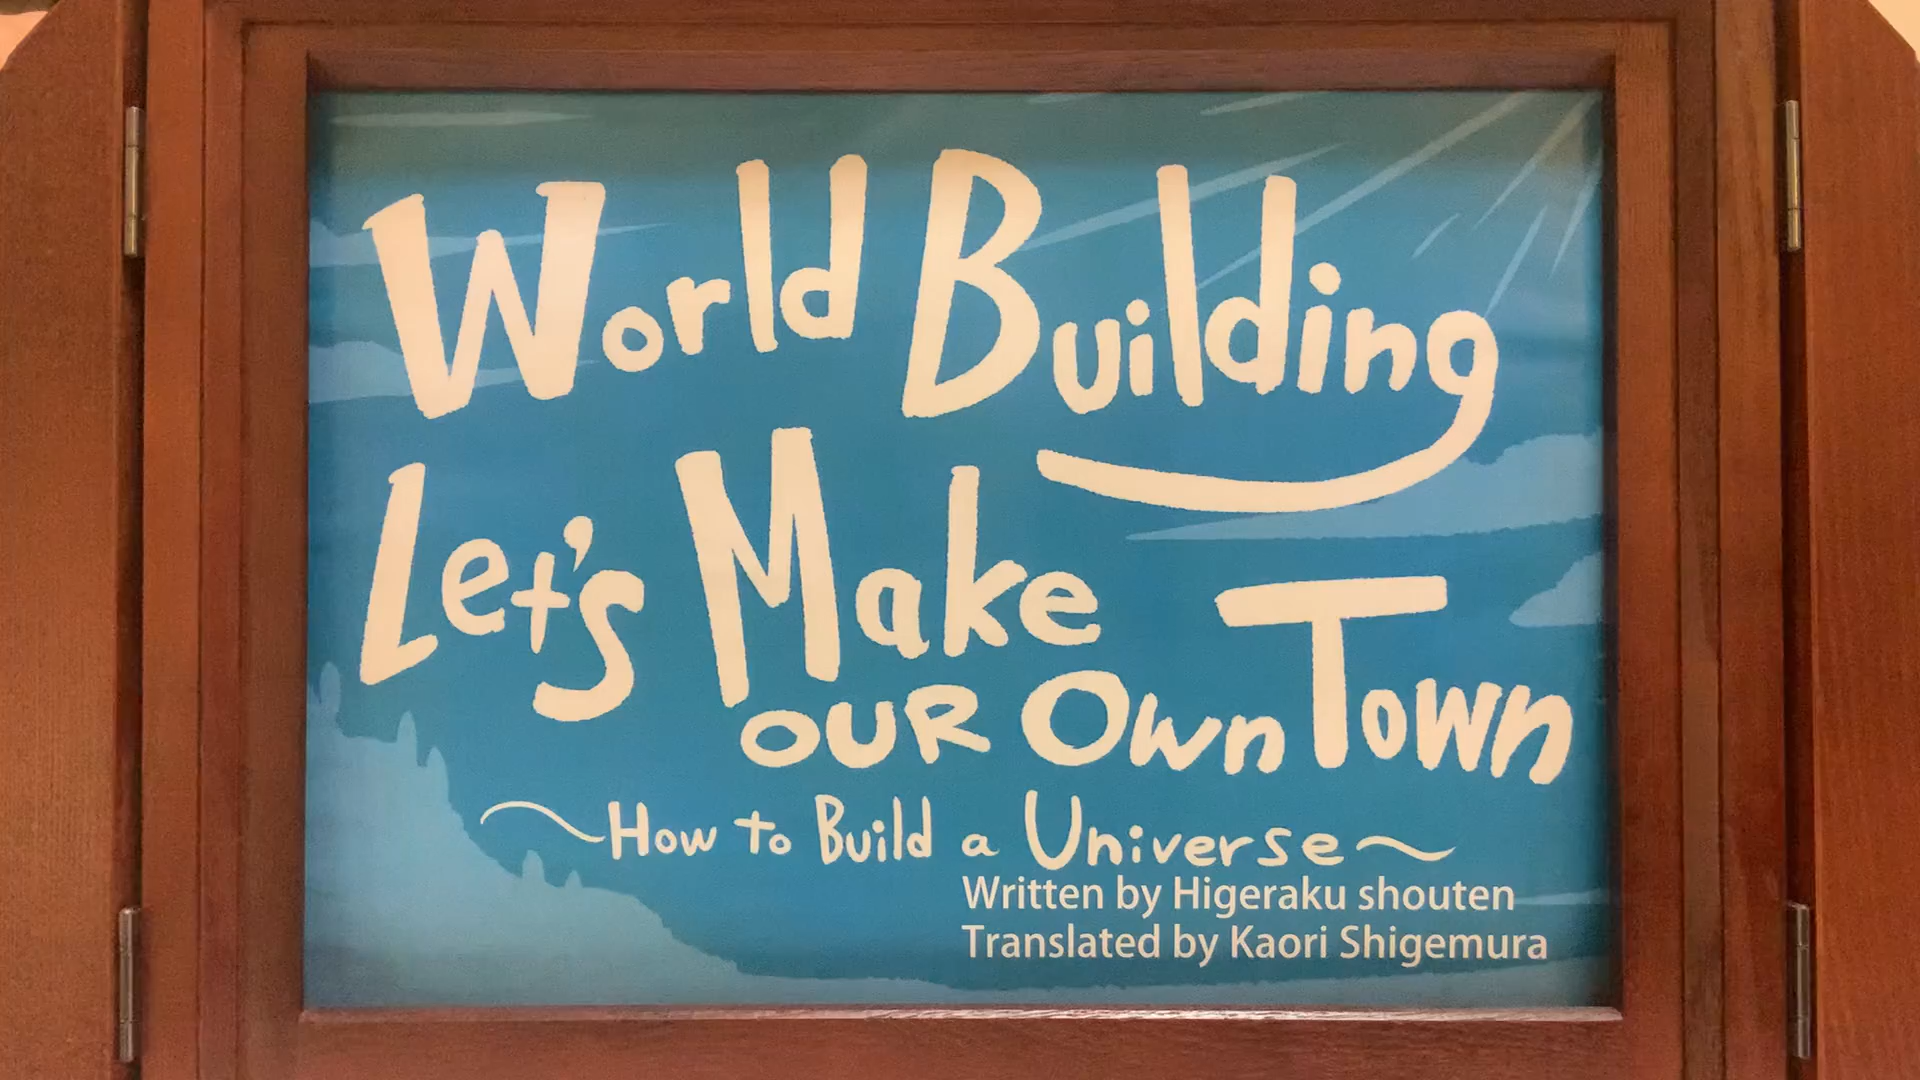 World Building
Let's Make
OUR OWN TOWN
~How to Build a Universe~
Written by Higeraku shouten
Translated by Kaori Shigemura